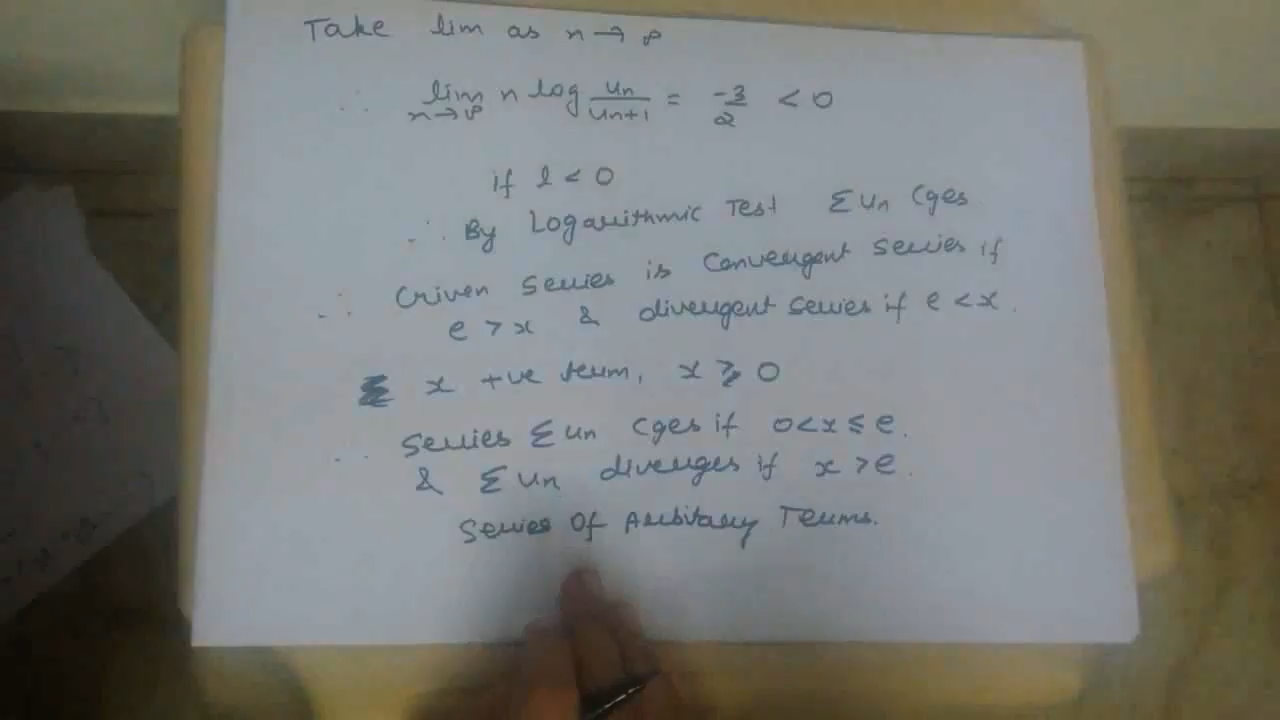 Take lim as n→∞
∴ lim n→∞ n log un/un+1 = -3/2 < 0
if l < 0
∴ By Logarithmic Test Σun Cges
∴ Given Series is Convergent Series if
e > x & divergent series if e < x.
x +ve term, x ≥ 0
∴ Series Σun Cges if 0<x≤e.
& Σun diverges if x > e.
Series Of Arbitary Terms.